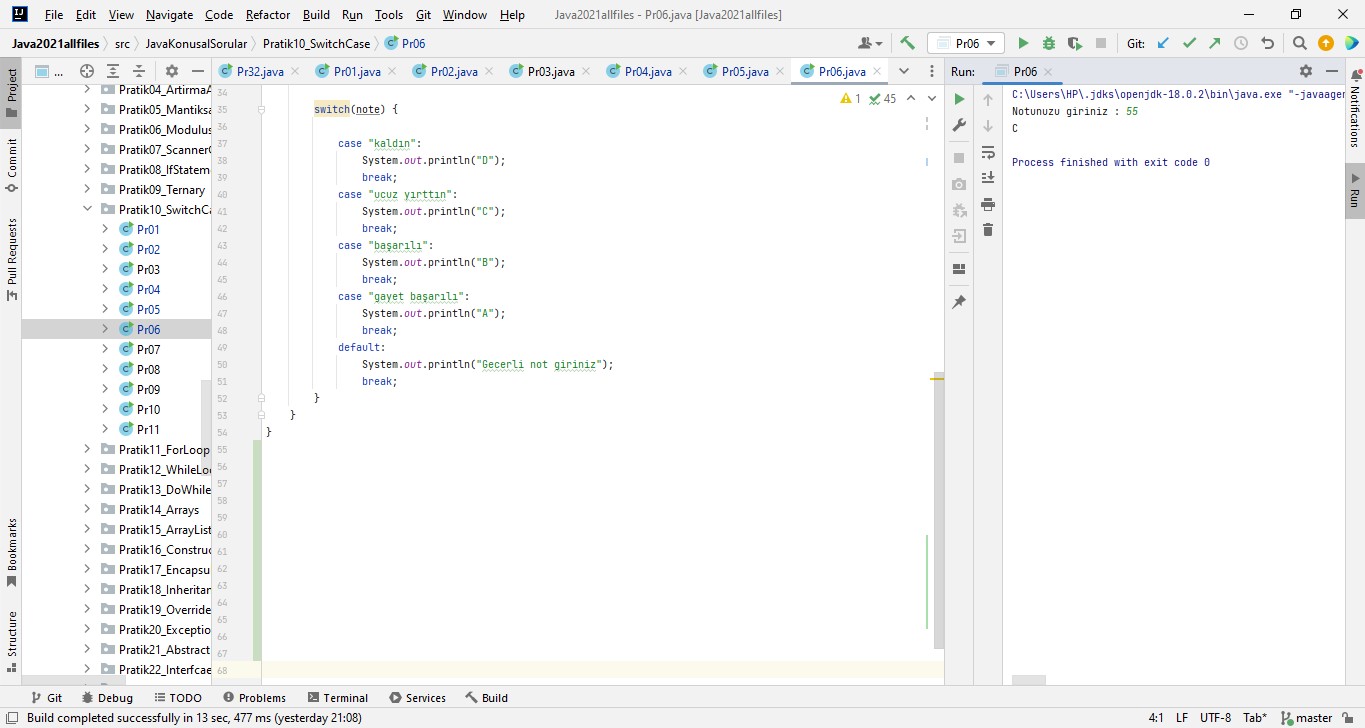 File Edit View Navigate Code Refactor Build Run Tools Git Window Help Java2021allfiles - Pr06.java [Java2021allfiles]
Java2021allfiles src JavaKonusalSorular Pratik10_SwitchCase Pr06 Pr06 Git:
... Pr32.java Pr01.java Pr02.java Pr03.java Pr04.java Pr05.java Pr06.java Run: Pr06
Project
Commit
Pull Requests
Bookmarks
Structure
Pratik04_ArtirmaA
Pratik05_Mantiksa
Pratik06_Modulus
Pratik07_Scanner
Pratik08_IfStatem
Pratik09_Ternary
Pratik10_SwitchCa
Pr01
Pr02
Pr03
Pr04
Pr05
Pr06
Pr07
Pr08
Pr09
Pr10
Pr11
Pratik11_ForLoop
Pratik12_WhileLo
Pratik13_DoWhile
Pratik14_Arrays
Pratik15_ArrayList
Pratik16_Construc
Pratik17_Encapsu
Pratik18_Inheritan
Pratik19_Override
Pratik20_Exceptio
Pratik21_Abstract
Pratik22_Interfcae
34
35 switch(note) {
36
37 case "kaldın":
38 System.out.println("D");
39 break;
40 case "ucuz yırttın":
41 System.out.println("C");
42 break;
43 case "başarılı":
44 System.out.println("B");
45 break;
46 case "gayet başarılı":
47 System.out.println("A");
48 break;
49 default:
50 System.out.println("Gecerli not giriniz");
51 break;
52 }
53 }
54 }
55
56
57
58
59
60
61
62
63
64
65
66
67
68
1 45
C:\Users\HP\.jdks\openjdk-18.0.2\bin\java.exe "-javaagen
Notunuzu giriniz : 55
C
Process finished with exit code 0
Notifications
Run
Git Debug TODO Problems Terminal Services Build
Build completed successfully in 13 sec, 477 ms (yesterday 21:08) 4:1 LF UTF-8 Tab* master